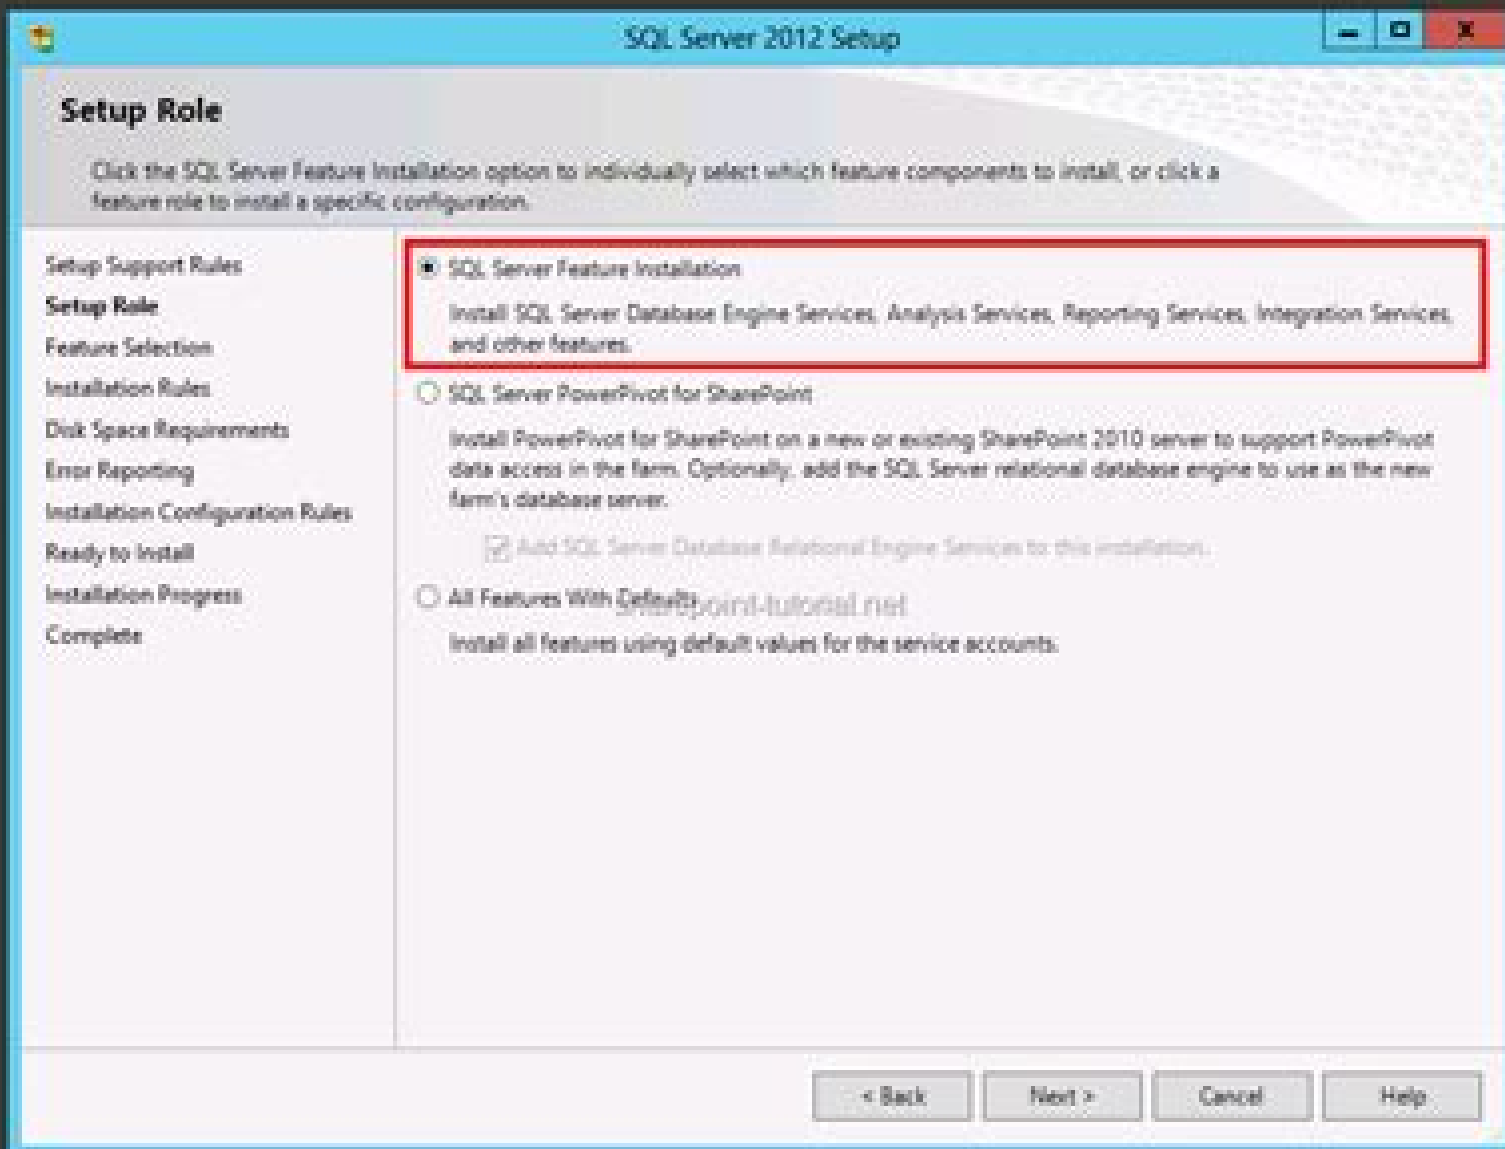 SQL Server 2012 Setup
Setup Role
Click the SQL Server Feature Installation option to individually select which feature components to install, or click a
feature role to install a specific configuration.
Setup Support Rules
Setup Role
Feature Selection
Installation Rules
Disk Space Requirements
Error Reporting
Installation Configuration Rules
Ready to Install
Installation Progress
Complete
SQL Server Feature Installation
Install SQL Server Database Engine Services, Analysis Services, Reporting Services, Integration Services,
and other features.
SQL Server PowerPivot for SharePoint
Install PowerPivot for SharePoint on a new or existing SharePoint 2010 server to support PowerPivot
data access in the farm. Optionally, add the SQL Server relational database engine to use as the new
farm's database server.
Add SQL Server Database Relational Engine Services to this installation.
All Features With Defaults
sharepoint-tutorial.net
Install all features using default values for the service accounts.
< Back
Next >
Cancel
Help